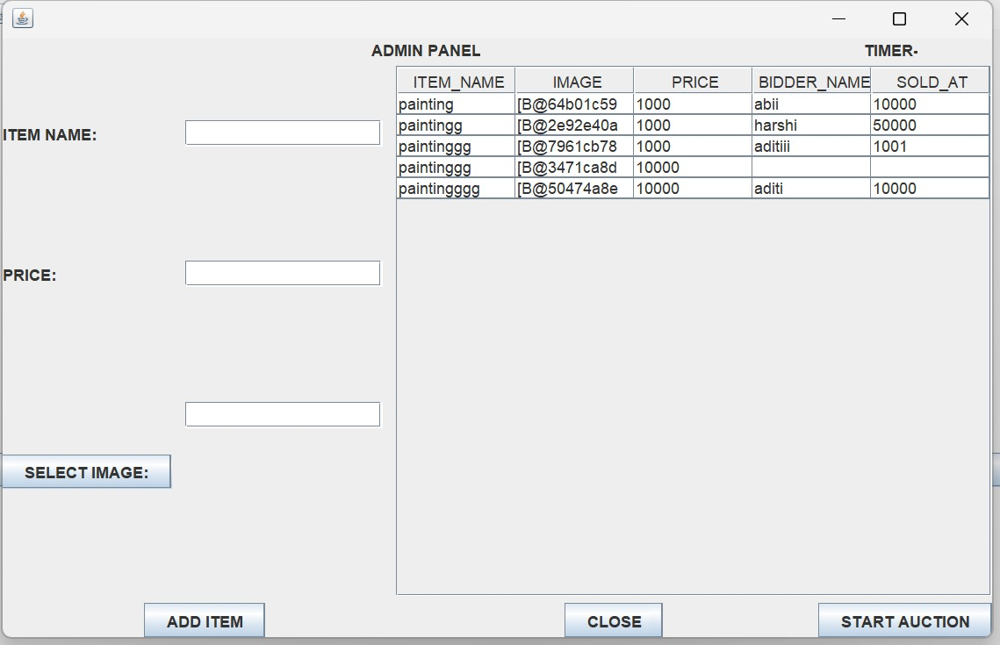 ADMIN PANEL TIMER-
ITEM_NAME IMAGE PRICE BIDDER_NAME SOLD_AT
painting [B@64b01c59 1000 abii 10000
paintingg [B@2e92e40a 1000 harshi 50000
paintinggg [B@7961cb78 1000 aditiii 1001
paintinggg [B@3471ca8d 10000
paintingggg [B@50474a8e 10000 aditi 10000
ITEM NAME:
PRICE:
SELECT IMAGE:
ADD ITEM CLOSE START AUCTION